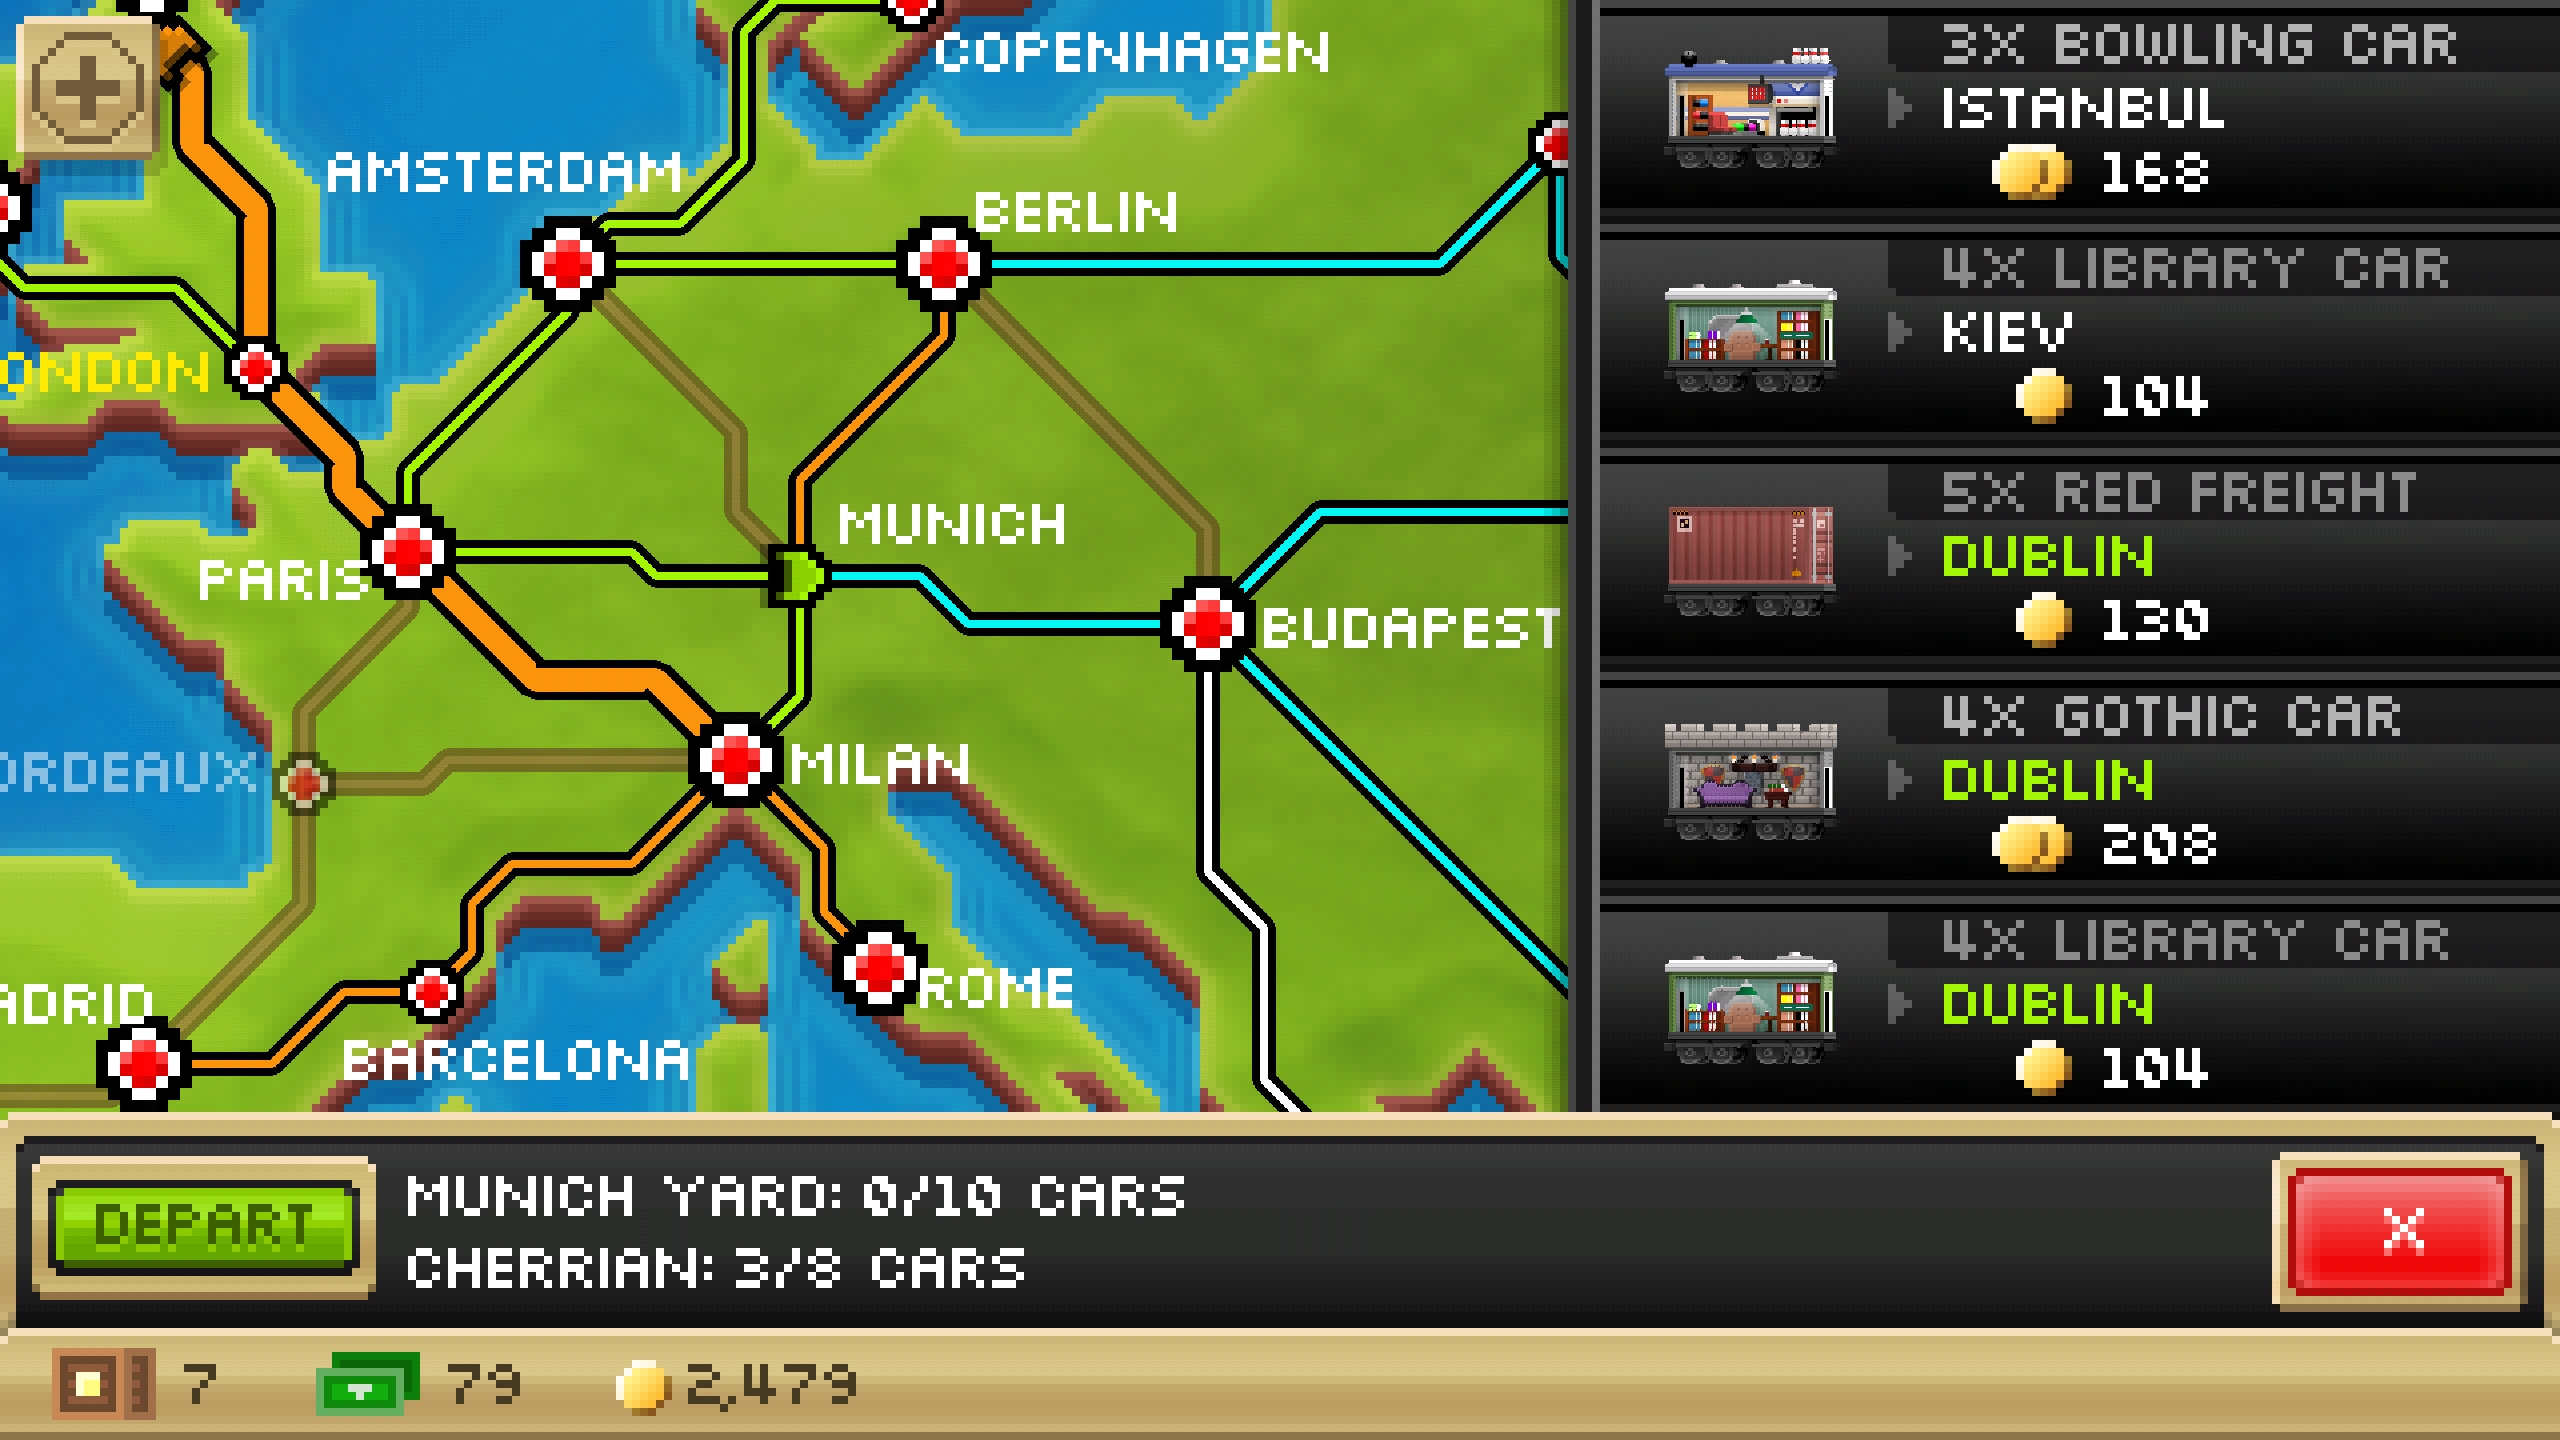 COPENHAGEN
AMSTERDAM
BERLIN
ONDON
MUNICH
PARIS
BUDAPEST
ORDEAUX
MILAN
ADRID
ROME
BARCELONA
3X BOWLING CAR
ISTANBUL
168
4X LIBRARY CAR
KIEV
104
5X RED FREIGHT
DUBLIN
130
4X GOTHIC CAR
DUBLIN
208
4X LIBRARY CAR
DUBLIN
104
DEPART
MUNICH YARD: 0/10 CARS
CHERRIAN: 3/8 CARS
X
7
79
2,479